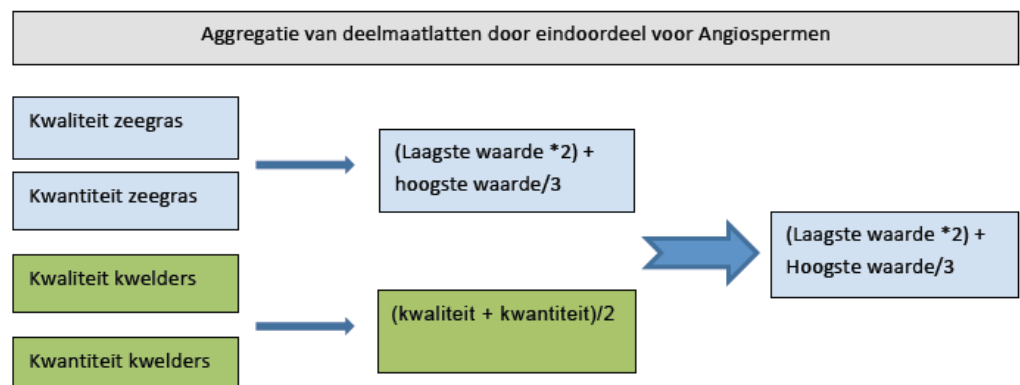 Aggregatie van deelmaatlatten door eindoordeel voor Angiospermen
Kwaliteit zeegras
Kwantiteit zeegras
(Laagste waarde *2) +
hoogste waarde/3
Kwaliteit kwelders
Kwantiteit kwelders
(kwaliteit + kwantiteit)/2
(Laagste waarde *2) +
Hoogste waarde/3